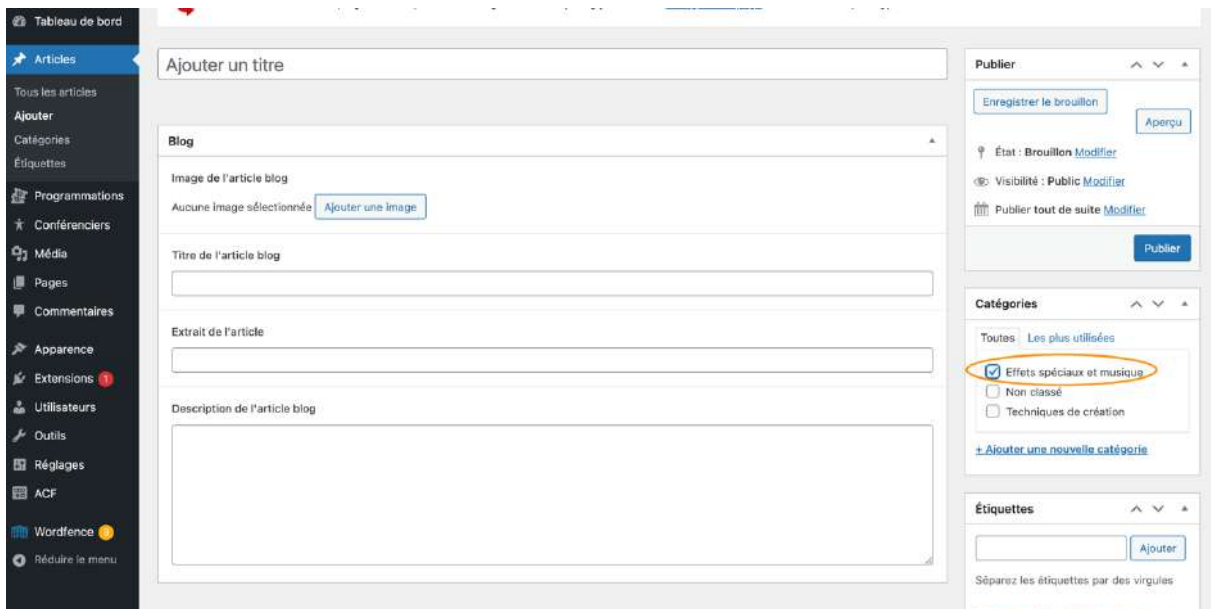 Tableau de bord
Articles
Tous les articles
Ajouter
Catégories
Étiquettes
Programmations
Conférenciers
Média
Pages
Commentaires
Apparence
Extensions 1
Utilisateurs
Outils
Réglages
ACF
Wordfence
Réduire le menu
Ajouter un titre
Blog
Image de l'article blog
Aucune image sélectionnée Ajouter une image
Titre de l'article blog
Extrait de l'article
Description de l'article blog
Publier
Enregistrer le brouillon
Aperçu
État : Brouillon Modifier
Visibilité : Public Modifier
Publier tout de suite Modifier
Publier
Catégories
Toutes Les plus utilisées
Effets spéciaux et musique
Non classé
Techniques de création
+ Ajouter une nouvelle catégorie
Étiquettes
Ajouter
Séparez les étiquettes par des virgules